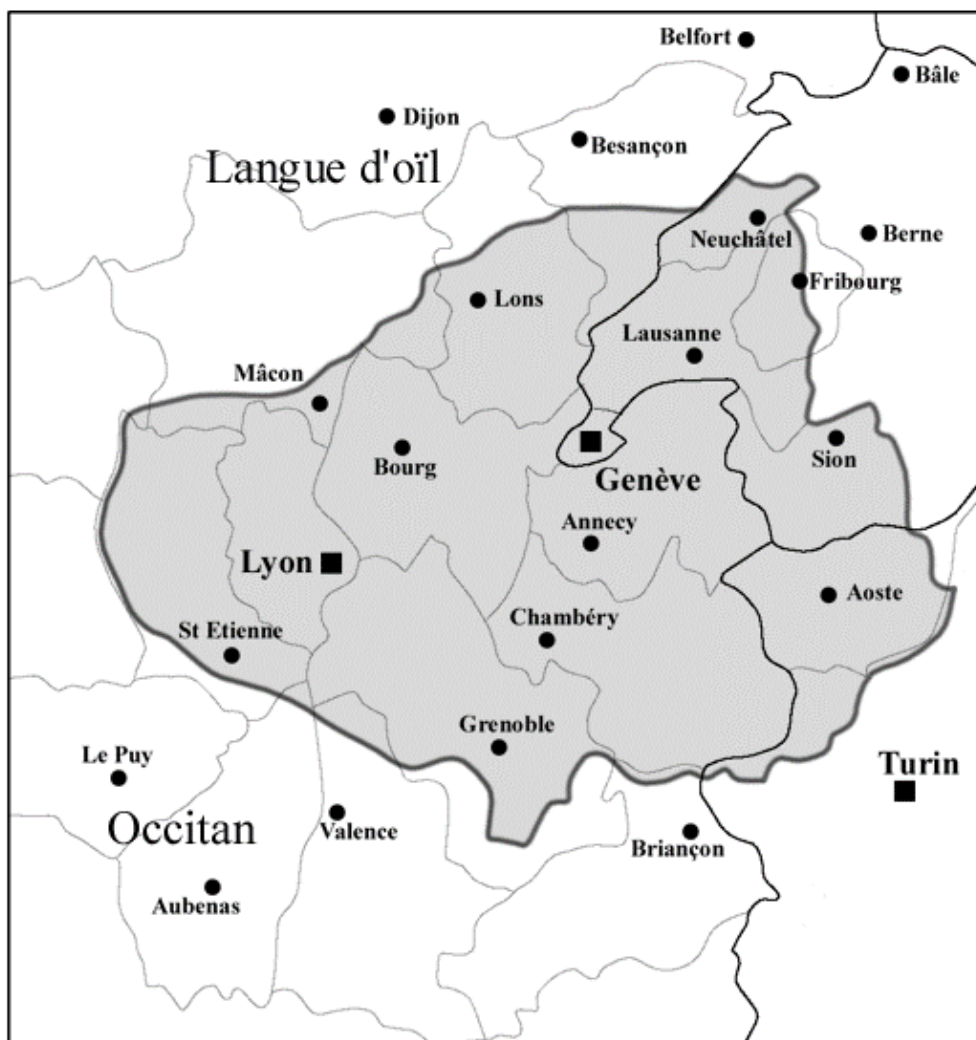 Belfort
Bâle
Dijon
Besançon
Langue d'oïl
Neuchâtel
Berne
Fribourg
Lons
Lausanne
Mâcon
Bourg
Sion
Genève
Annecy
Lyon
Aoste
Chambéry
St Etienne
Grenoble
Le Puy
Turin
Occitan
Valence
Briançon
Aubenas